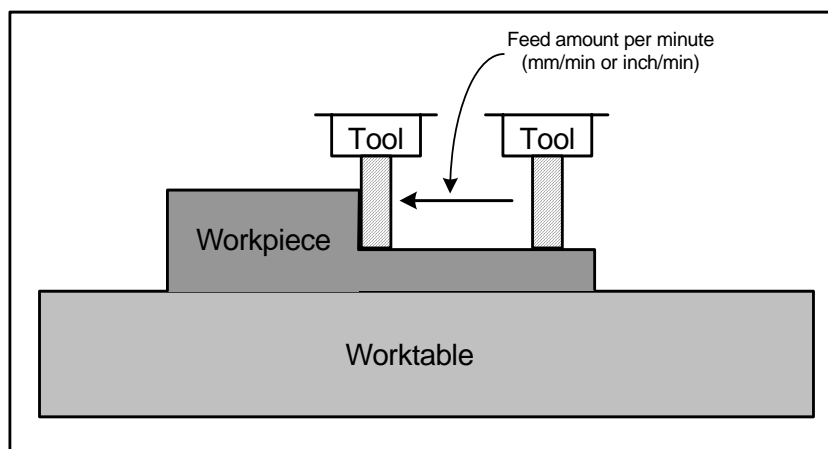 Feed amount per minute
(mm/min or inch/min)
Tool
Tool
Workpiece
Worktable